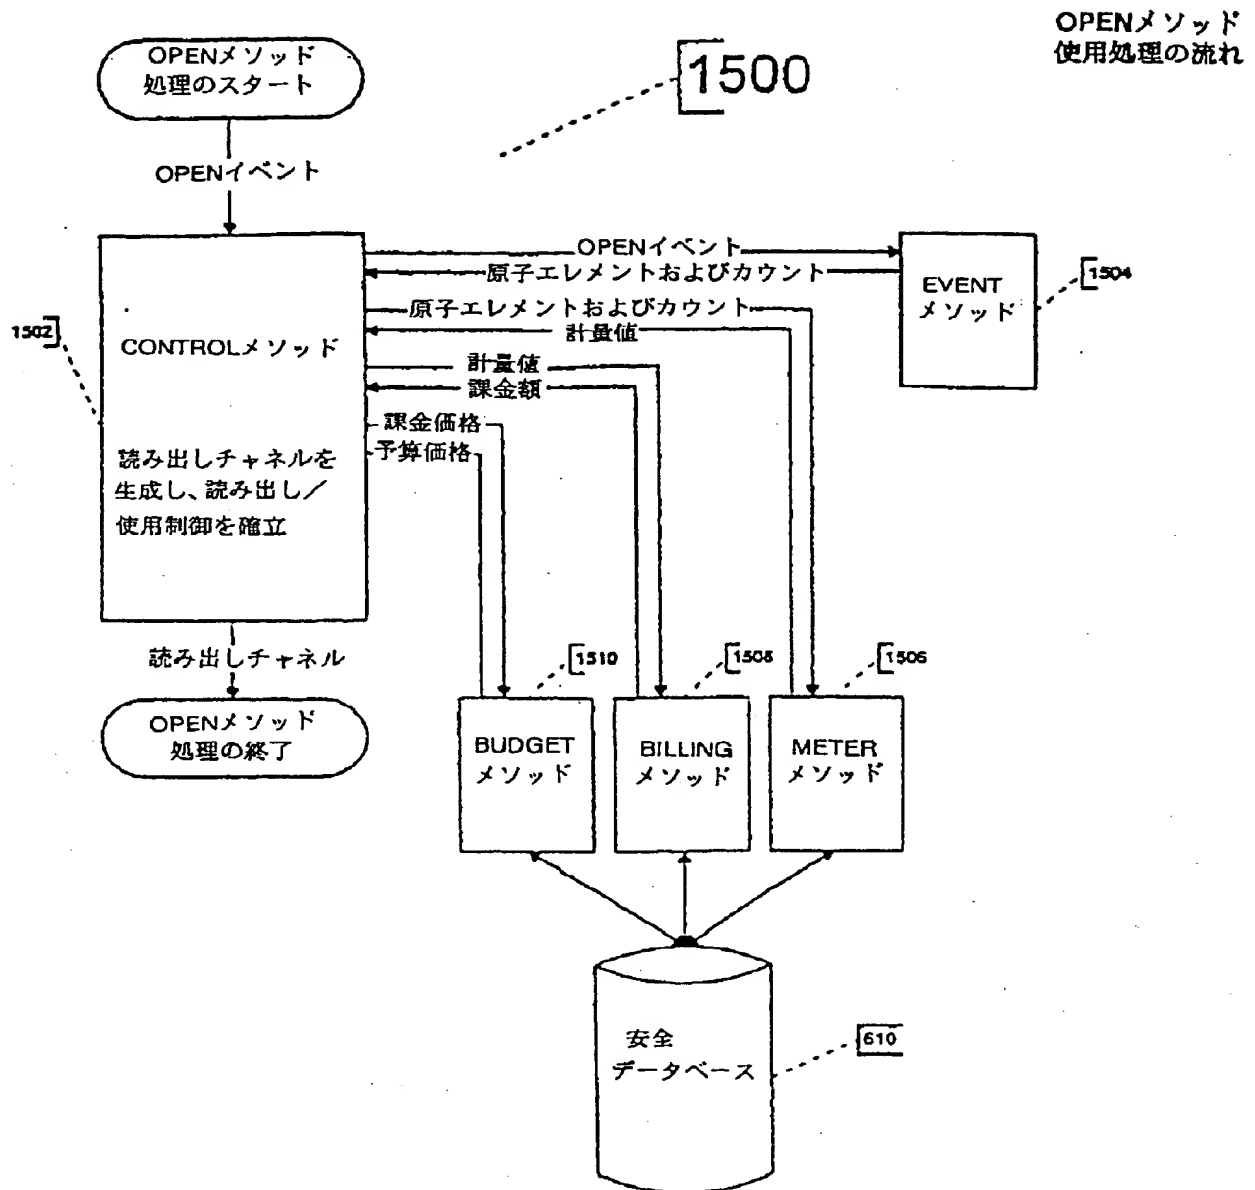 OPENメソッド
使用処理の流れ
OPENメソッド
処理のスタート
1500
OPENイベント
OPENイベント
原子エレメントおよびカウント
EVENT
メソッド
1504
原子エレメントおよびカウント
計量値
1502
CONTROLメソッド
計量値
課金額
課金価格
予算価格
読み出しチャネルを
生成し、読み出し/
使用制御を確立
読み出しチャネル
OPENメソッド
処理の終了
1510
1508
1506
BUDGET
メソッド
BILLING
メソッド
METER
メソッド
安全
データベース
610